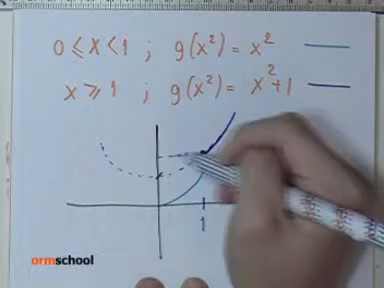 0 ≤ x < 1 ; g(x²) = x²
x ≥ 1 ; g(x²) = x²+1
1
ormschool